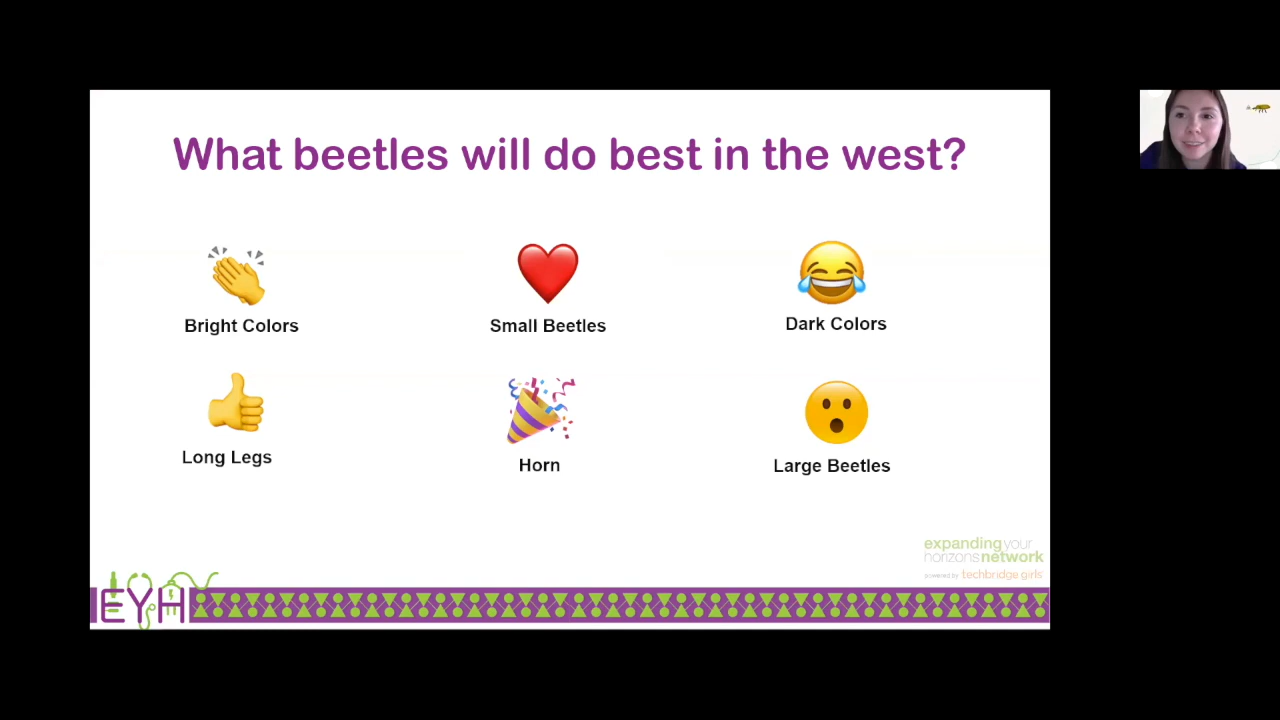 What beetles will do best in the west?
Bright Colors
Small Beetles
Dark Colors
Long Legs
Horn
Large Beetles
expanding your
horizons network
powered by techbridge girls
EYH